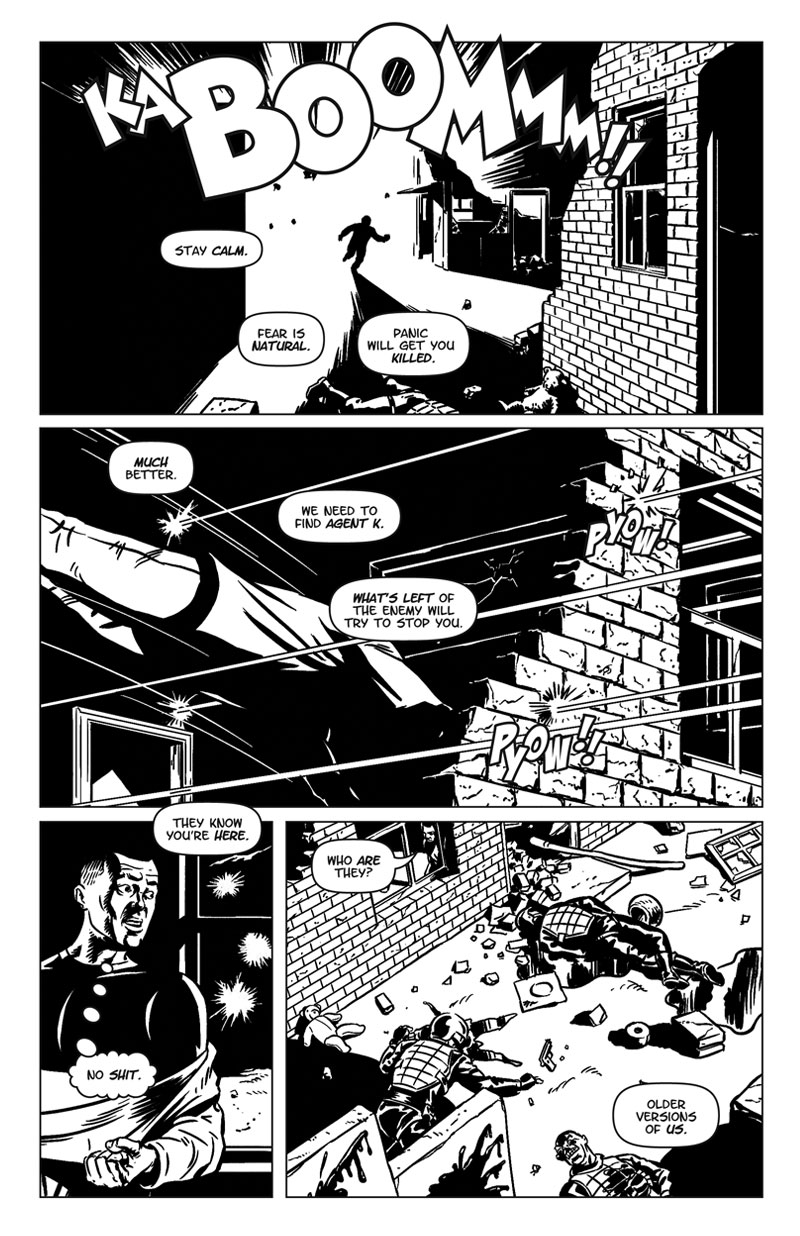 KABOOMMMM!!
STAY CALM.
FEAR IS
NATURAL.
PANIC
WILL GET YOU
KILLED.
MUCH
BETTER.
WE NEED TO
FIND AGENT K.
PYOW!
WHAT'S LEFT OF
THE ENEMY WILL
TRY TO STOP YOU.
PYOW!!
THEY KNOW
YOU'RE HERE.
NO SHIT.
WHO ARE
THEY?
OLDER
VERSIONS
OF US.